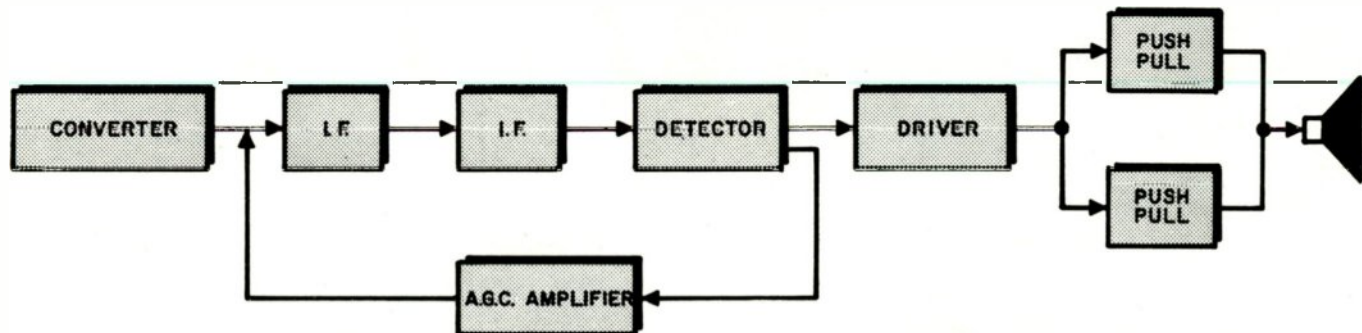 CONVERTER
I.F.
I.F.
DETECTOR
DRIVER
PUSH
PULL
PUSH
PULL
A.G.C. AMPLIFIER